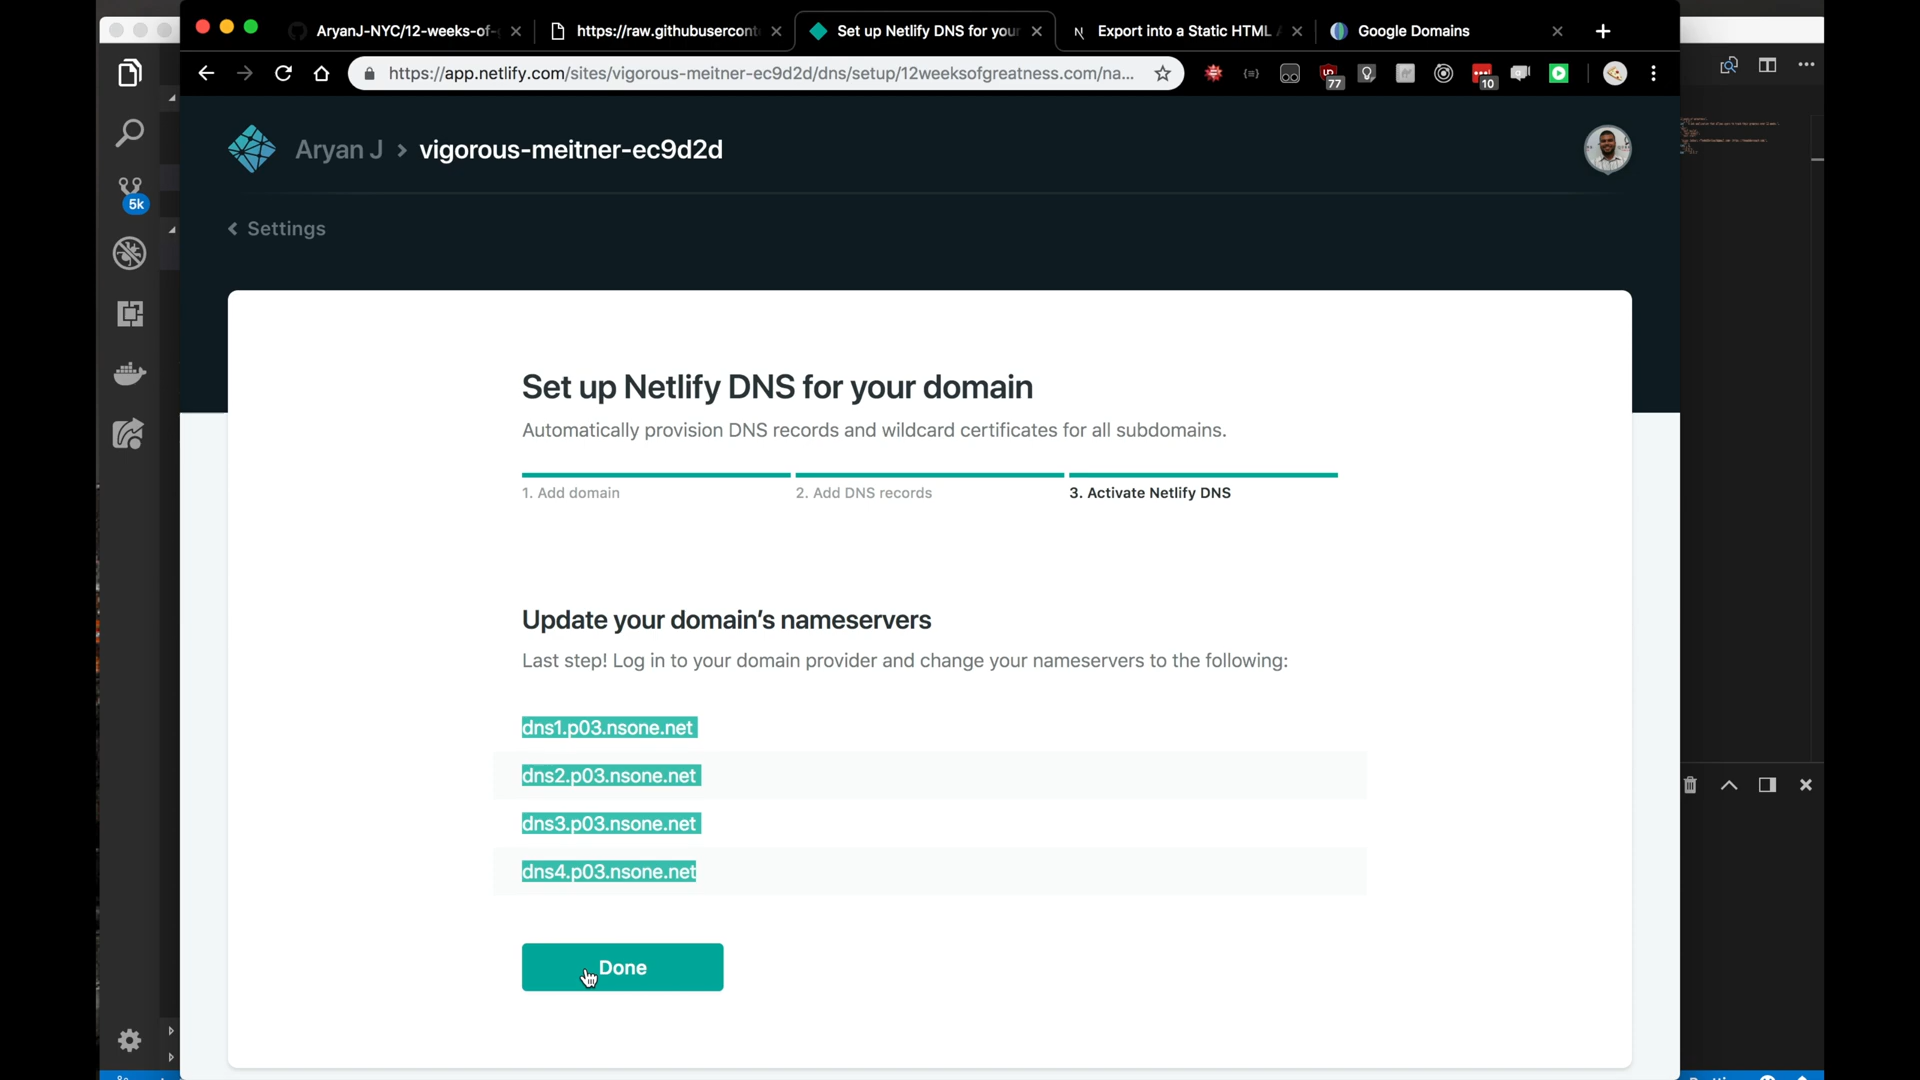 AryanJ-NYC/12-weeks-of-
https://raw.githubusercont
Set up Netlify DNS for your
Export into a Static HTML
Google Domains
https://app.netlify.com/sites/vigorous-meitner-ec9d2d/dns/setup/12weeksofgreatness.com/na...
77
10
Aryan J > vigorous-meitner-ec9d2d
5k
Settings
Set up Netlify DNS for your domain
Automatically provision DNS records and wildcard certificates for all subdomains.
1. Add domain
2. Add DNS records
3. Activate Netlify DNS
Update your domain’s nameservers
Last step! Log in to your domain provider and change your nameservers to the following:
dns1.p03.nsone.net
dns2.p03.nsone.net
dns3.p03.nsone.net
dns4.p03.nsone.net
Done